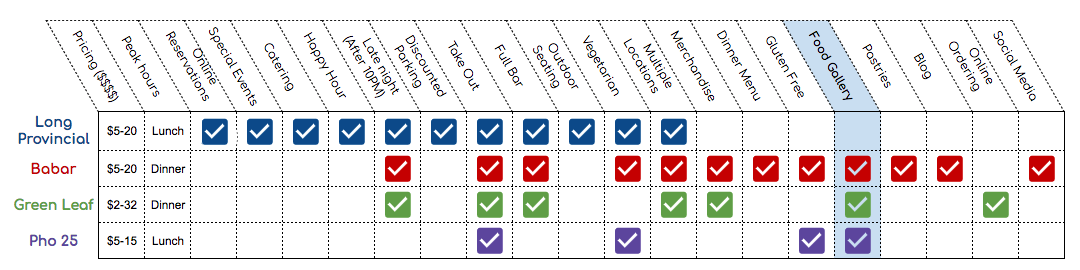 Pricing ($$$$)
Peak hours
Online
Reservations
Special Events
Catering
Happy Hour
Late night
(After 10PM)
Discounted
Parking
Take Out
Full Bar
Outdoor
Seating
Vegetarian
Multiple
Locations
Merchandise
Dinner Menu
Gluten Free
Food Gallery
Pastries
Blog
Online
Ordering
Social Media
Long
Provincial
$5-20
Lunch
Babar
$5-20
Dinner
Green Leaf
$2-32
Dinner
Pho 25
$5-15
Lunch